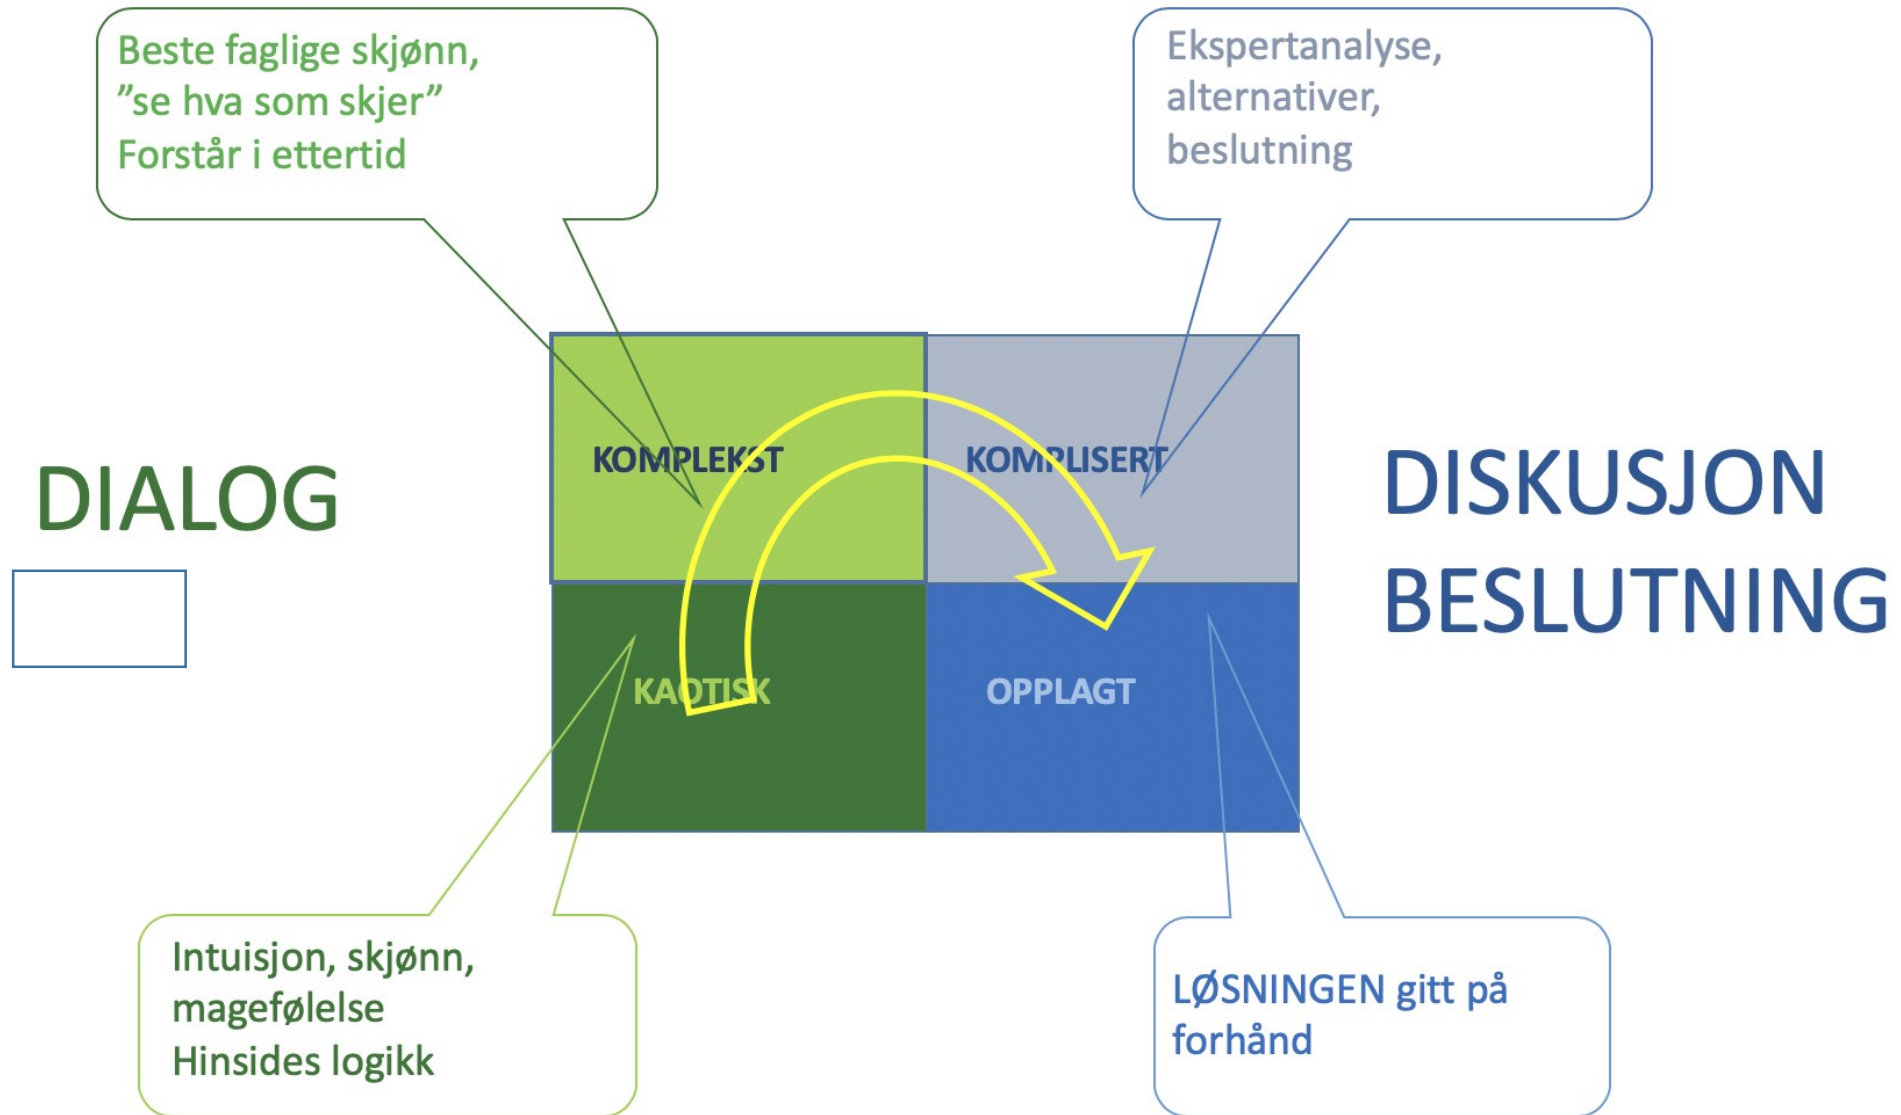 Beste faglige skjønn,
”se hva som skjer”
Forstår i ettertid
Ekspertanalyse,
alternativer,
beslutning
DIALOG
KOMPLEKST
KOMPLISERT
DISKUSJON
BESLUTNING
KAOTISK
OPPLAGT
Intuisjon, skjønn,
magefølelse
Hinsides logikk
LØSNINGEN gitt på
forhånd